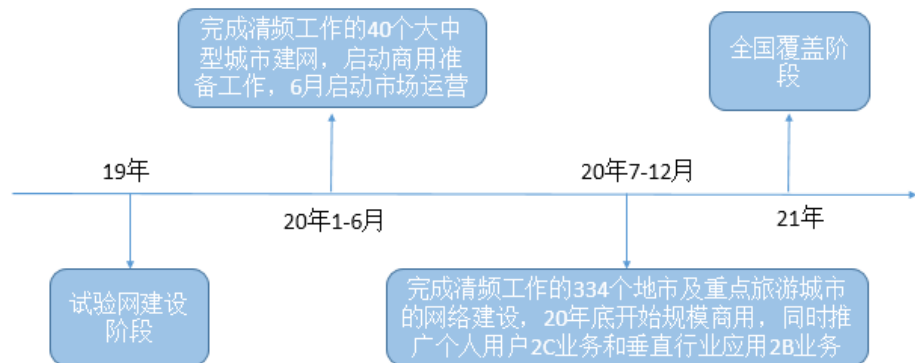 完成清频工作的40个大中
型城市建网，启动商用准
备工作，6月启动市场运营
全国覆盖阶
段
19年
20年7-12月
20年1-6月
21年
试验网建设
阶段
完成清频工作的334个地市及重点旅游城市
的网络建设，20年底开始规模商用，同时推
广个人用户2C业务和垂直行业应用2B业务